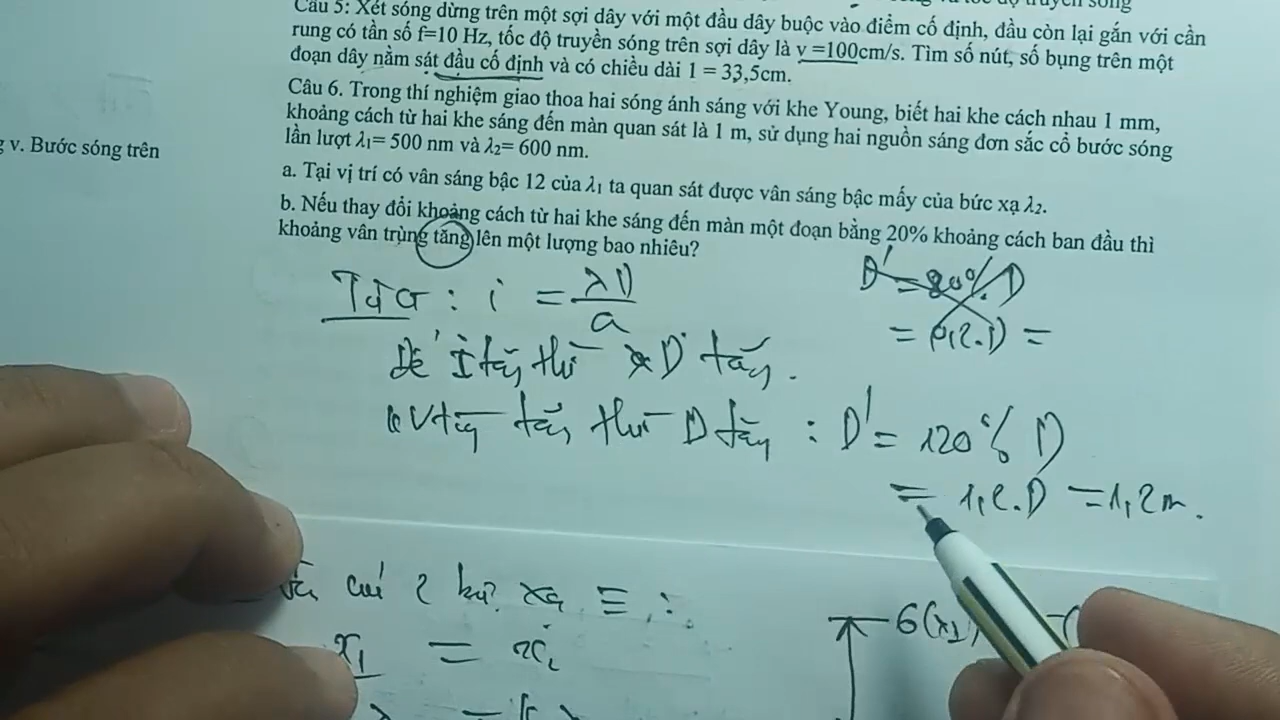 Câu 5: Xét sóng dừng trên một sợi dây với một đầu dây buộc vào điểm cố định, đầu còn lại gắn với cần
rung có tần số f=10 Hz, tốc độ truyền sóng trên sợi dây là v =100cm/s. Tìm số nút, số bụng trên một
đoạn dây nằm sát đầu cố định và có chiều dài l = 33,5cm.
Câu 6. Trong thí nghiệm giao thoa hai sóng ánh sáng với khe Young, biết hai khe cách nhau 1 mm,
khoảng cách từ hai khe sáng đến màn quan sát là 1 m, sử dụng hai nguồn sáng đơn sắc cồ bước sóng
lần lượt λ1= 500 nm và λ2= 600 nm.
v. Bước sóng trên
a. Tại vị trí có vân sáng bậc 12 của λ1 ta quan sát được vân sáng bậc mấy của bức xạ λ2.
b. Nếu thay đổi khoảng cách từ hai khe sáng đến màn một đoạn bằng 20% khoảng cách ban đầu thì
khoảng vân trùng tăng lên một lượng bao nhiêu?
: i = λD/a
D' = 80% D
= 0,2.D =
Để i tăng thì D tăng.
tăng thì D tăng : D' = 120% D
= 1,2.D = 1,2m.
2 bức xạ ≡ :
x1 = x2
6(λ1)